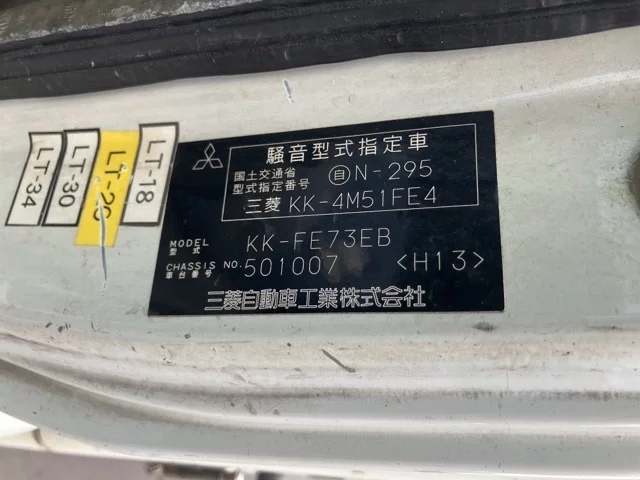 LT-34
LT-30
LT-26
LT-18
騒音型式指定車
国土交通省
型式指定番号
自 N-295
三菱 KK-4M51FE4
MODEL
型式
KK-FE73EB
CHASSIS NO.
車台番号
501007 <H13>
三菱自動車工業株式会社